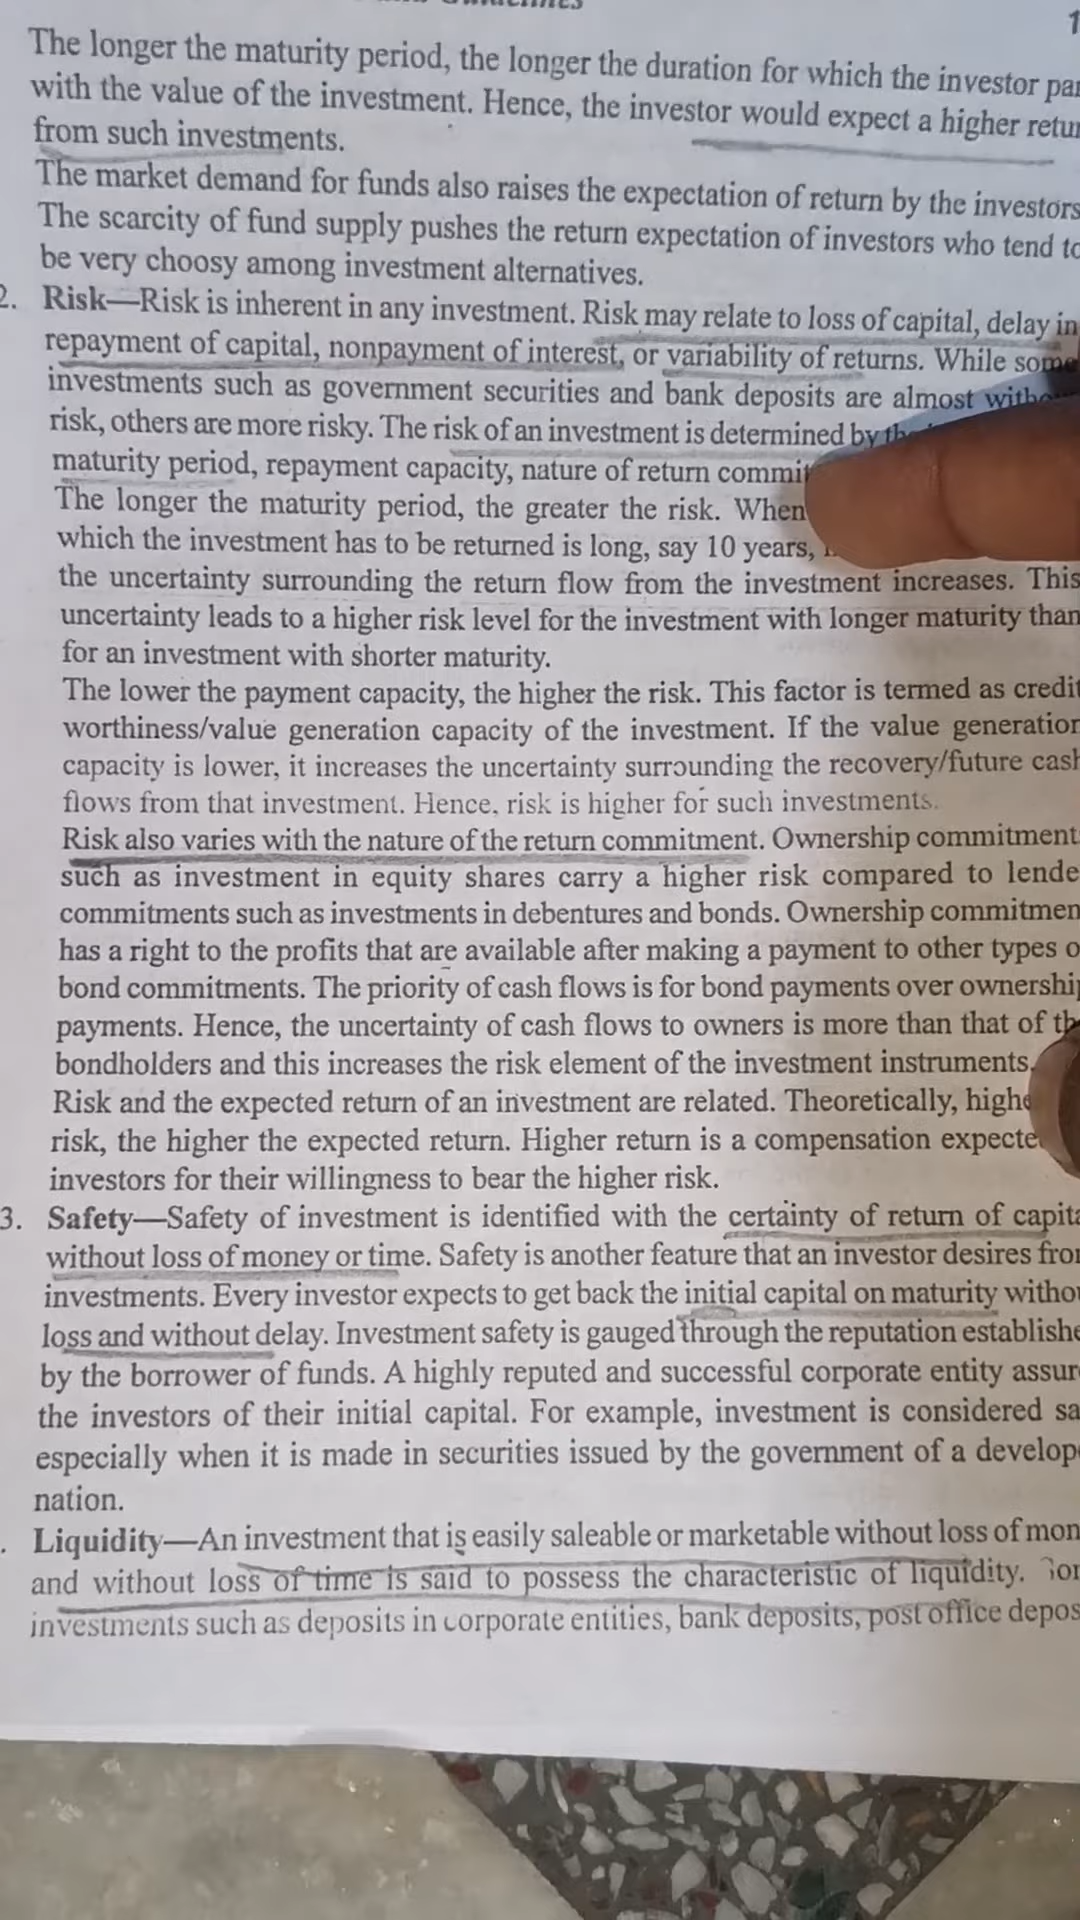 The longer the maturity period, the longer the duration for which the investor
with the value of the investment. Hence, the investor would expect a higher
from such investments.
The market demand for funds also raises the expectation of return by the investors
The scarcity of fund supply pushes the return expectation of investors who tend to
be very choosy among investment alternatives.
2. Risk—Risk is inherent in any investment. Risk may relate to loss of capital, delay in
repayment of capital, nonpayment of interest, or variability of returns. While some
investments such as government securities and bank deposits are almost
risk, others are more risky. The risk of an investment is determined by
maturity period, repayment capacity, nature of return
The longer the maturity period, the greater the risk. When
which the investment has to be returned is long, say 10 years,
the uncertainty surrounding the return flow from the investment increases. This
uncertainty leads to a higher risk level for the investment with longer maturity than
for an investment with shorter maturity.
The lower the payment capacity, the higher the risk. This factor is termed as credit
worthiness/value generation capacity of the investment. If the value generation
capacity is lower, it increases the uncertainty surrounding the recovery/future cash
flows from that investment. Hence, risk is higher for such investments.
Risk also varies with the nature of the return commitment. Ownership commitment
such as investment in equity shares carry a higher risk compared to
commitments such as investments in debentures and bonds. Ownership
has a right to the profits that are available after making a payment to other types
bond commitments. The priority of cash flows is for bond payments over ownership
payments. Hence, the uncertainty of cash flows to owners is more than that of
bondholders and this increases the risk element of the investment instruments.
Risk and the expected return of an investment are related. Theoretically,
risk, the higher the expected return. Higher return is a compensation
investors for their willingness to bear the higher risk.
3. Safety—Safety of investment is identified with the certainty of return of
without loss of money or time. Safety is another feature that an investor desires
investments. Every investor expects to get back the initial capital on maturity
loss and without delay. Investment safety is gauged through the reputation
by the borrower of funds. A highly reputed and successful corporate entity
the investors of their initial capital. For example, investment is considered
especially when it is made in securities issued by the government of a
nation.
Liquidity—An investment that is easily saleable or marketable without loss of
and without loss of time is said to possess the characteristic of liquidity.
investments such as deposits in corporate entities, bank deposits, post office